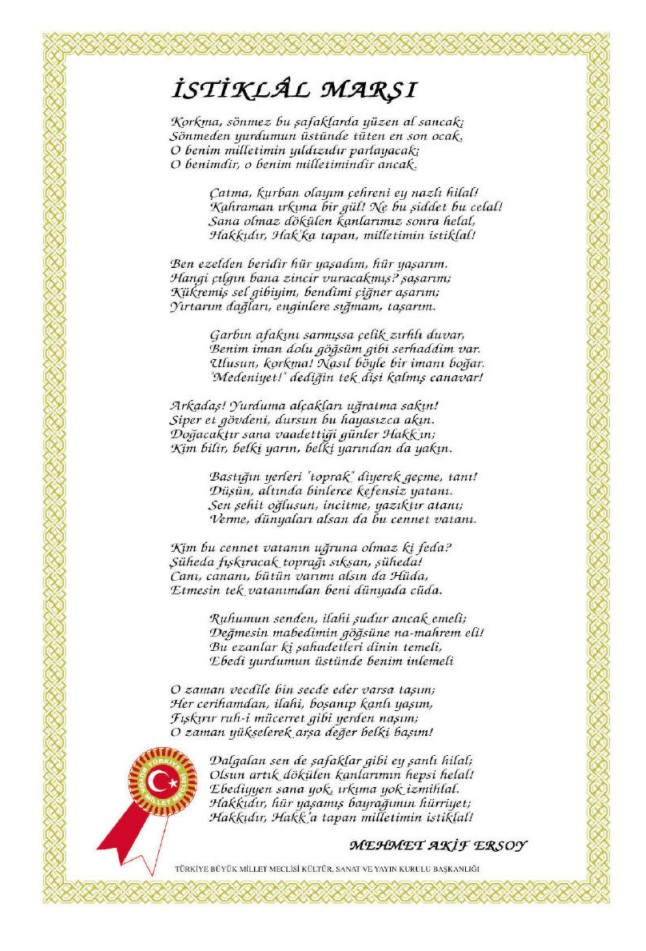 İSTİKLÂL MARŞI
Korkma, sönmez bu şafaklarda yüzen al sancak;
Sönmeden yurdumun üstünde tüten en son ocak.
O benim milletimin yıldızıdır parlayacak;
O benimdir, o benim milletimindir ancak.
Çatma, kurban olayım çehreni ey nazlı hilal!
Kahraman ırkıma bir gül! Ne bu şiddet bu celal!
Sana olmaz dökülen kanlarımız sonra helal,
Hakkıdır, Hak'ka tapan, milletimin istiklal!
Ben ezelden beridir hür yaşadım, hür yaşarım.
Hangi çılgın bana zincir vuracakmış? şaşarım;
Kükremiş sel gibiyim, bendimi çiğner aşarım;
Yırtarım dağları, enginlere sığmam, taşarım.
Garbın afakını sarmışsa çelik zırhlı duvar,
Benim iman dolu göğsüm gibi serhaddim var.
Ulusun, korkma! Nasıl böyle bir imanı boğar.
'Medeniyet!' dediğin tek dişi kalmış canavar!
Arkadaş! Yurduma alçakları uğratma sakın!
Siper et gövdeni, dursun bu hayasızca akın.
Doğacaktır sana vaadettiği günler Hakk'ın;
Kim bilir, belki yarın, belki yarından da yakın.
Bastığın yerleri "toprak" diyerek geçme, tanı!
Düşün, altında binlerce kefensiz yatanı.
Sen şehit oğlusun, incitme, yazıktır atanı;
Verme, dünyaları alsan da bu cennet vatanı.
Kim bu cennet vatanın uğruna olmaz ki feda?
Şüheda fışkıracak toprağı sıksan, şüheda!
Canı, cananı, bütün varımı alsın da Hüda,
Etmesin tek vatanımdan beni dünyada cüda.
Ruhumun senden, ilahi şudur ancak emeli;
Değmesin mabedimin göğsüne na-mahrem eli!
Bu ezanlar ki şahadetleri dinin temeli,
Ebedi yurdumun üstünde benim inlemeli
O zaman vecdile bin secde eder varsa taşım;
Her cerihamdan, ilahi, boşanıp kanlı yaşım,
Fışkırır ruh-i mücerret gibi yerden naşım;
O zaman yükselerek arşa değer belki başım!
Dalgalan sen de şafaklar gibi ey şanlı hilal;
Olsun artık dökülen kanlarımın hepsi helal!
Ebediyyen sana yok, ırkıma yok izmihlal.
Hakkıdır, hür yaşamış bayrağımın hürriyet;
Hakkıdır, Hakk'a tapan milletimin istiklal!
MEHMET AKİF ERSOY
TÜRKİYE BÜYÜK MİLLET MECLİSİ KÜLTÜR, SANAT VE YAYIN KURULU BAŞKANLIĞI